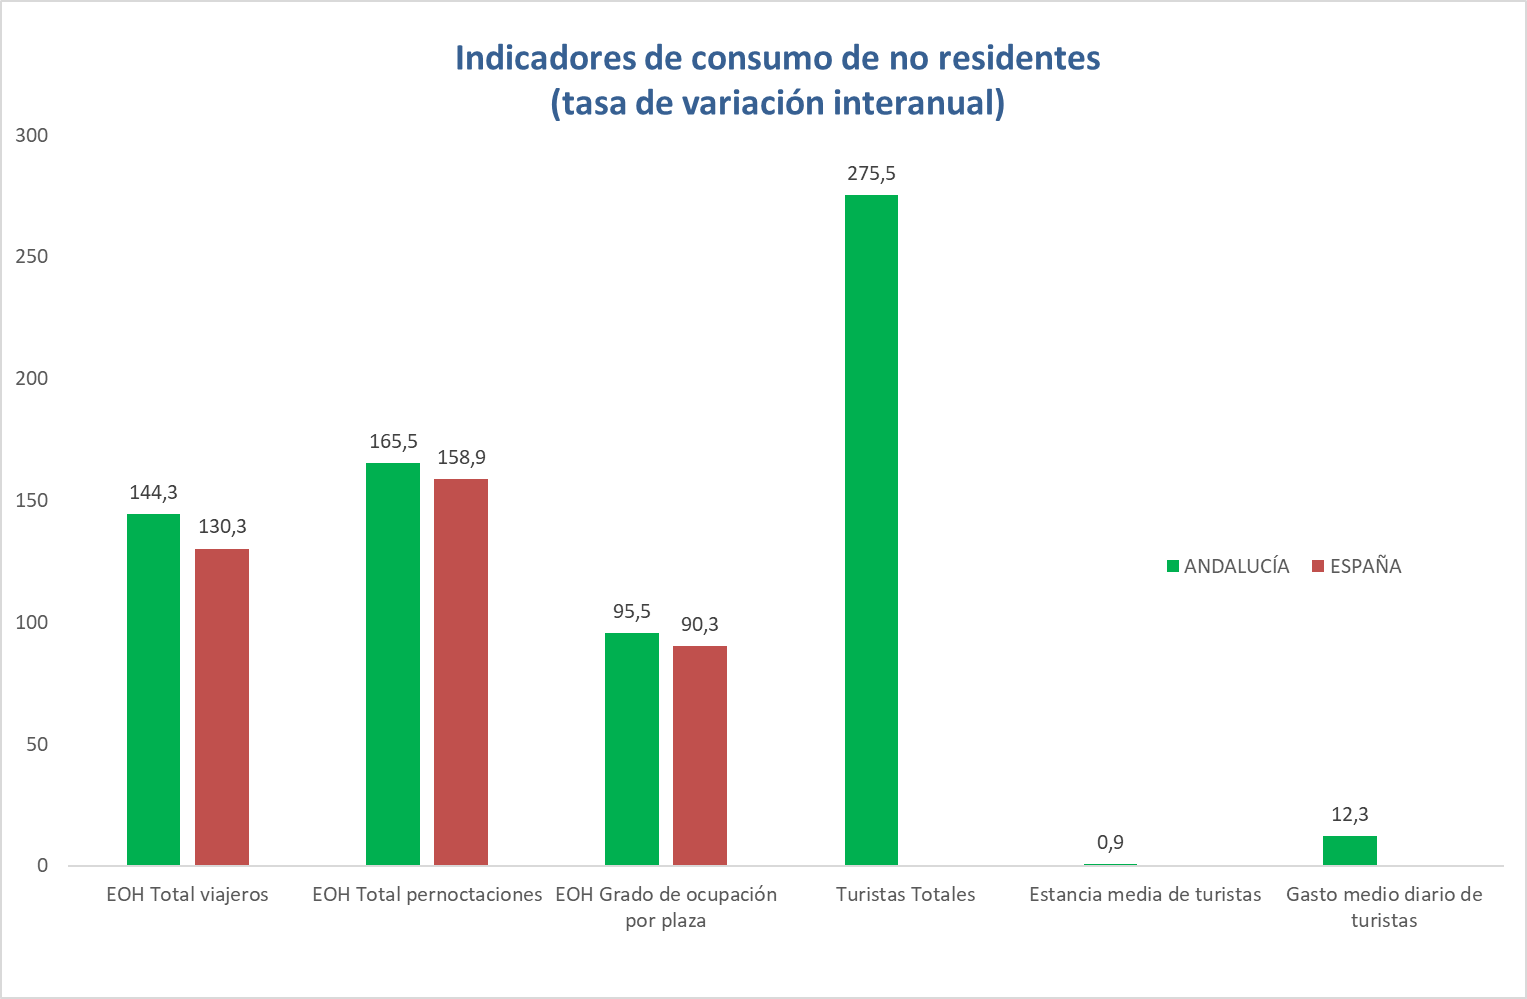 Indicadores de consumo de no residentes
(tasa de variación interanual)
300
250
200
150
100
50
0
144,3
130,3
165,5
158,9
95,5
90,3
275,5
0,9
12,3
ANDALUCÍA
ESPAÑA
EOH Total viajeros
EOH Total pernoctaciones
EOH Grado de ocupación
por plaza
Turistas Totales
Estancia media de turistas
Gasto medio diario de
turistas